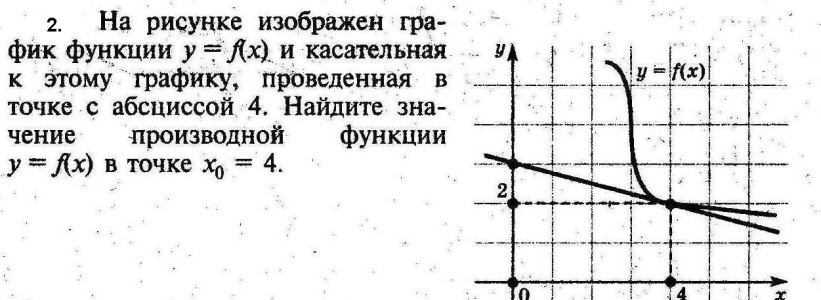 2. На рисунке изображен гра-
фик функции y = f(x) и касательная
к этому графику, проведенная в
точке с абсциссой 4. Найдите зна-
чение производной функции
y = f(x) в точке x₀ = 4.
y
y = f(x)
2
0
4
x